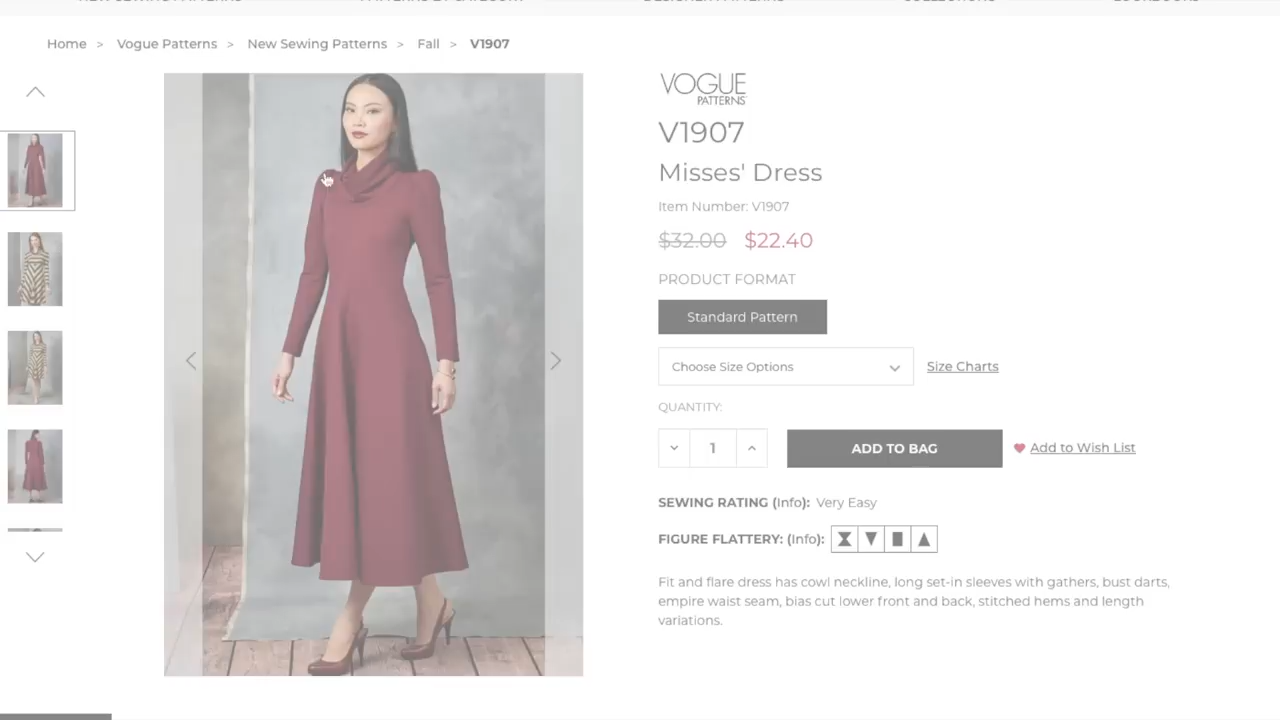 Home > Vogue Patterns > New Sewing Patterns > Fall > V1907
VOGUE
PATTERNS
V1907
Misses' Dress
Item Number: V1907
$32.00 $22.40
PRODUCT FORMAT
Standard Pattern
Choose Size Options
Size Charts
QUANTITY:
1
ADD TO BAG
Add to Wish List
SEWING RATING (Info): Very Easy
FIGURE FLATTERY: (Info):
Fit and flare dress has cowl neckline, long set-in sleeves with gathers, bust darts,
empire waist seam, bias cut lower front and back, stitched hems and length
variations.